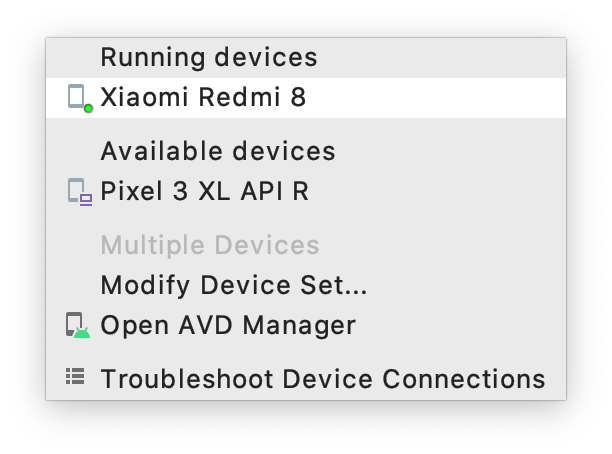 Running devices
Xiaomi Redmi 8
Available devices
Pixel 3 XL API R
Multiple Devices
Modify Device Set...
Open AVD Manager
Troubleshoot Device Connections